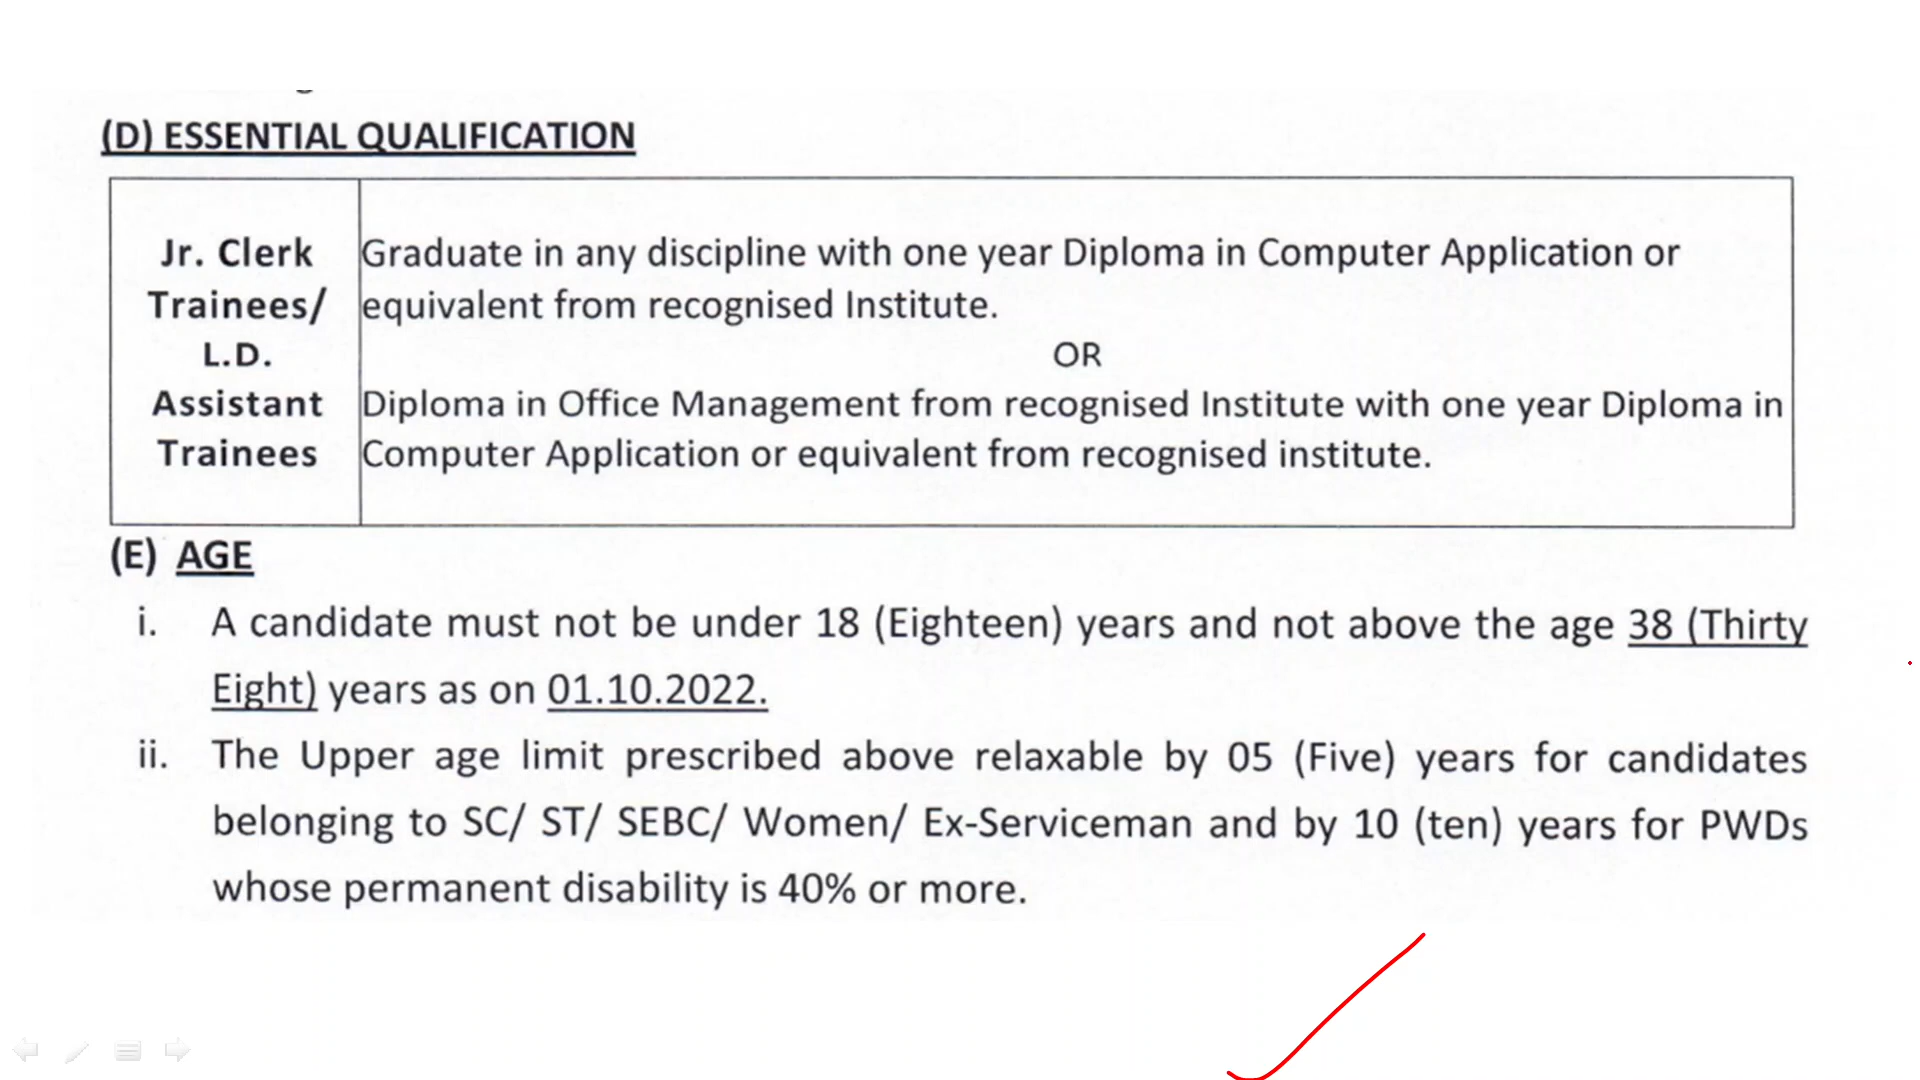 (D) ESSENTIAL QUALIFICATION
Jr. Clerk
Trainees/
L.D.
Assistant
Trainees
Graduate in any discipline with one year Diploma in Computer Application or
equivalent from recognised Institute.
OR
Diploma in Office Management from recognised Institute with one year Diploma in
Computer Application or equivalent from recognised institute.
(E) AGE
i. A candidate must not be under 18 (Eighteen) years and not above the age 38 (Thirty
Eight) years as on 01.10.2022.
ii. The Upper age limit prescribed above relaxable by 05 (Five) years for candidates
belonging to SC/ ST/ SEBC/ Women/ Ex-Serviceman and by 10 (ten) years for PWDs
whose permanent disability is 40% or more.